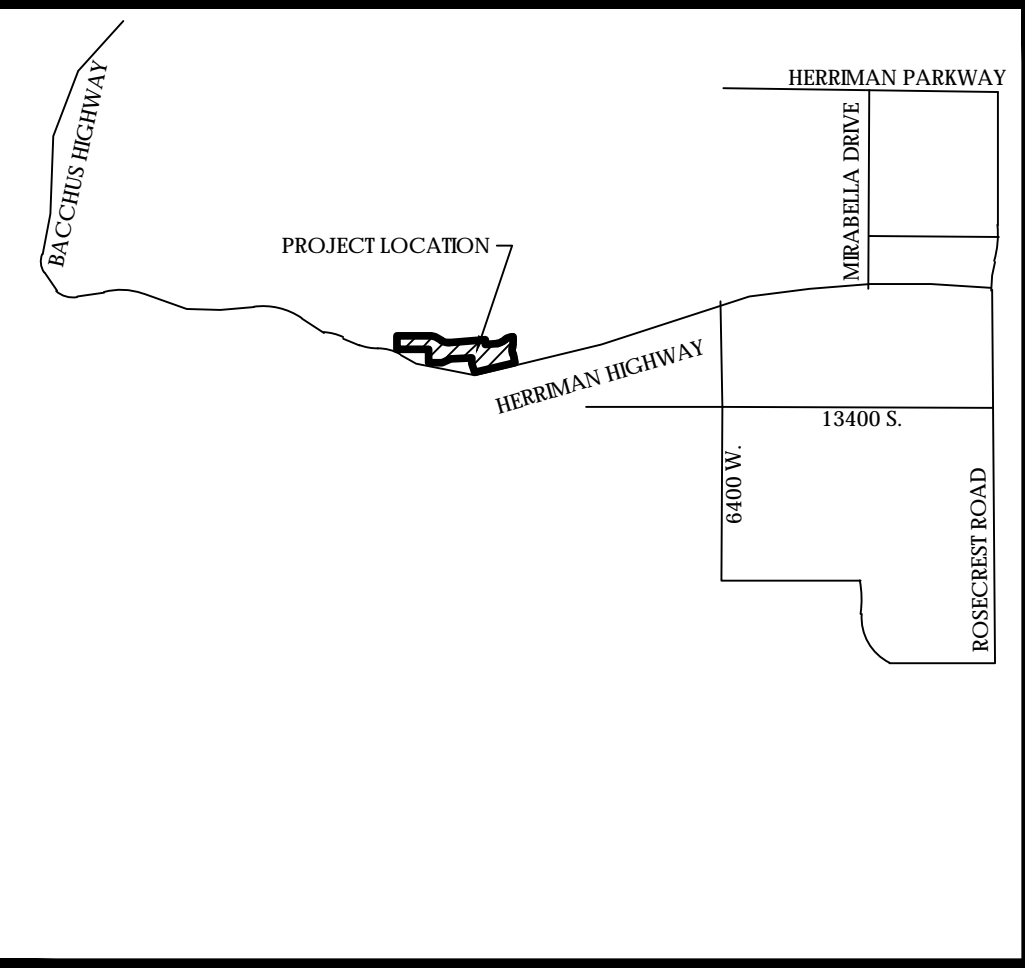 HERRIMAN PARKWAY
BACCHUS HIGHWAY
MIRABELLA DRIVE
PROJECT LOCATION
HERRIMAN HIGHWAY
13400 S.
6400 W.
ROSECREST ROAD